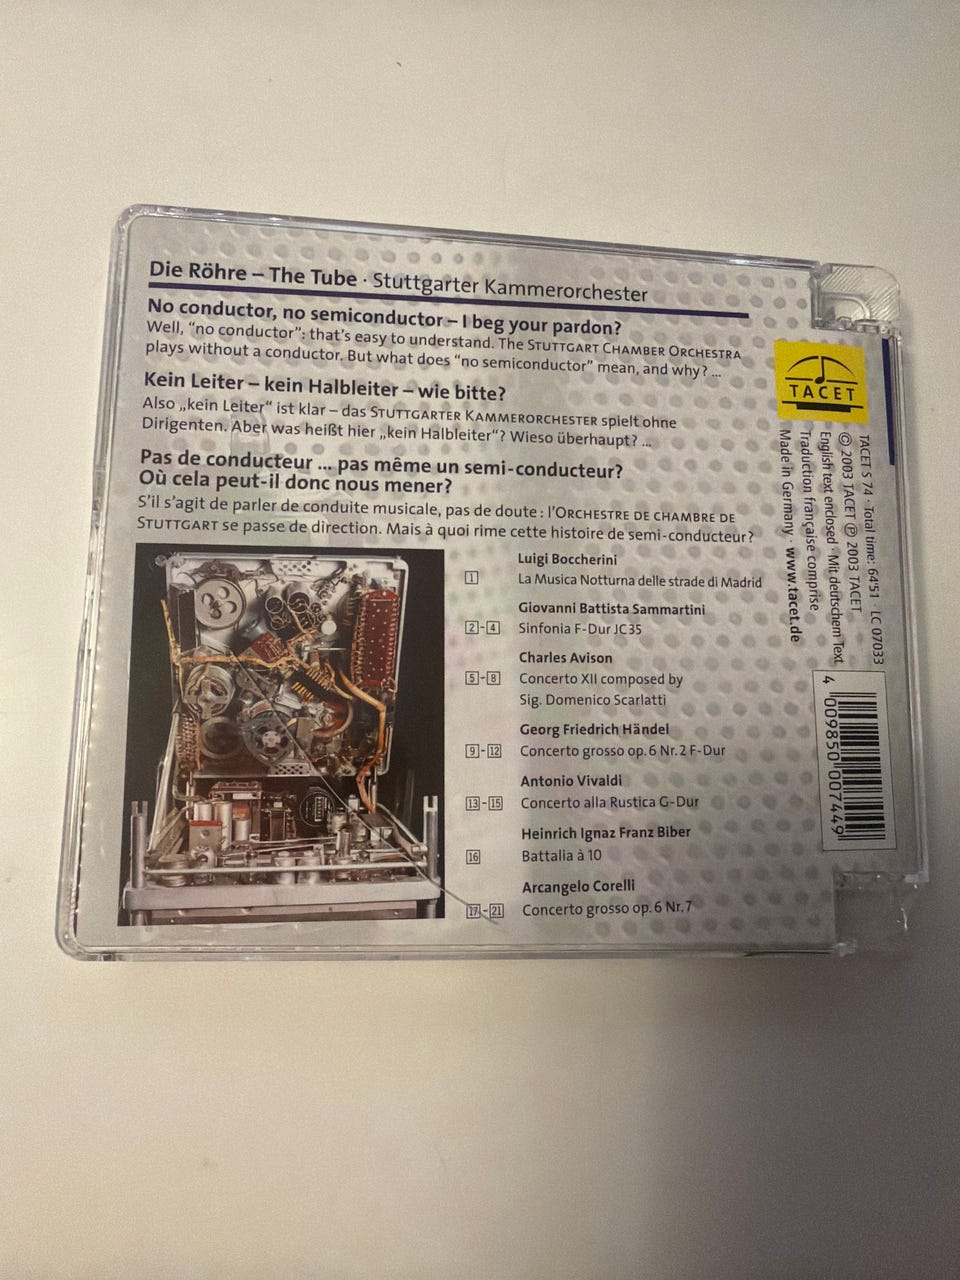 Die Röhre – The Tube · Stuttgarter Kammerorchester
No conductor, no semiconductor – I beg your pardon?
Well, “no conductor”: that’s easy to understand. The STUTTGART CHAMBER ORCHESTRA
plays without a conductor. But what does “no semiconductor” mean, and why? ...
Kein Leiter – kein Halbleiter – wie bitte?
Also „kein Leiter“ ist klar – das STUTTGARTER KAMMERORCHESTER spielt ohne
Dirigenten. Aber was heißt hier „kein Halbleiter“? Wieso überhaupt? ...
Pas de conducteur ... pas même un semi-conducteur?
Où cela peut-il donc nous mener?
S’il s’agit de parler de conduite musicale, pas de doute : l’ORCHESTRE DE CHAMBRE DE
STUTTGART se passe de direction. Mais à quoi rime cette histoire de semi-conducteur?
Luigi Boccherini
1 La Musica Notturna delle strade di Madrid
Giovanni Battista Sammartini
2-4 Sinfonia F-Dur JC35
Charles Avison
5-8 Concerto XII composed by
Sig. Domenico Scarlatti
Georg Friedrich Händel
9-12 Concerto grosso op. 6 Nr. 2 F-Dur
Antonio Vivaldi
13-15 Concerto alla Rustica G-Dur
Heinrich Ignaz Franz Biber
16 Battalia à 10
Arcangelo Corelli
17-21 Concerto grosso op. 6 Nr. 7
TACET
TACET S 74 · Total time: 64'51 · LC 07033
© 2003 TACET ℗ 2003 TACET
English text enclosed · Mit deutschem Text
Traduction française comprise
Made in Germany · www.tacet.de
4 009850 007449